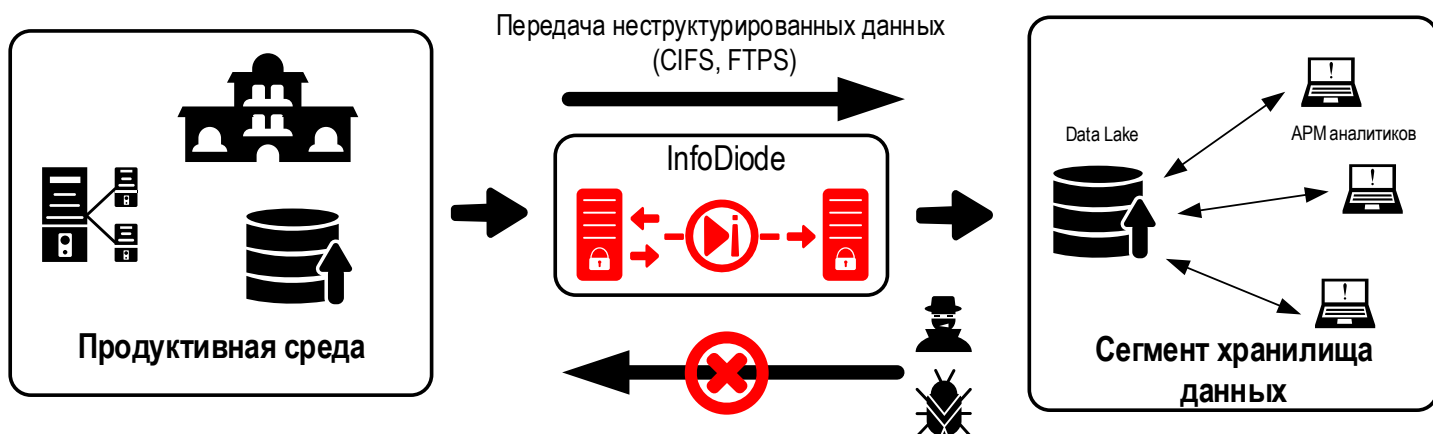 Передача неструктурированных данных
(CIFS, FTPS)
InfoDiode
Data Lake
АРМ аналитиков
Продуктивная среда
Сегмент хранилища
данных